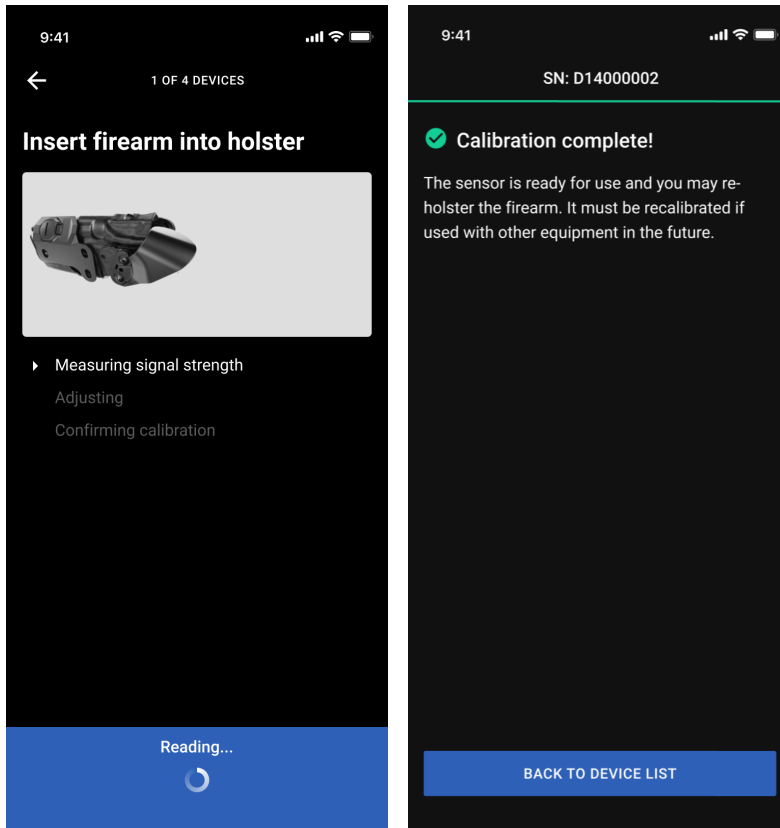 9:41
1 OF 4 DEVICES
Insert firearm into holster
Measuring signal strength
Adjusting
Confirming calibration
Reading...
9:41
SN: D14000002
Calibration complete!
The sensor is ready for use and you may re-
holster the firearm. It must be recalibrated if
used with other equipment in the future.
BACK TO DEVICE LIST